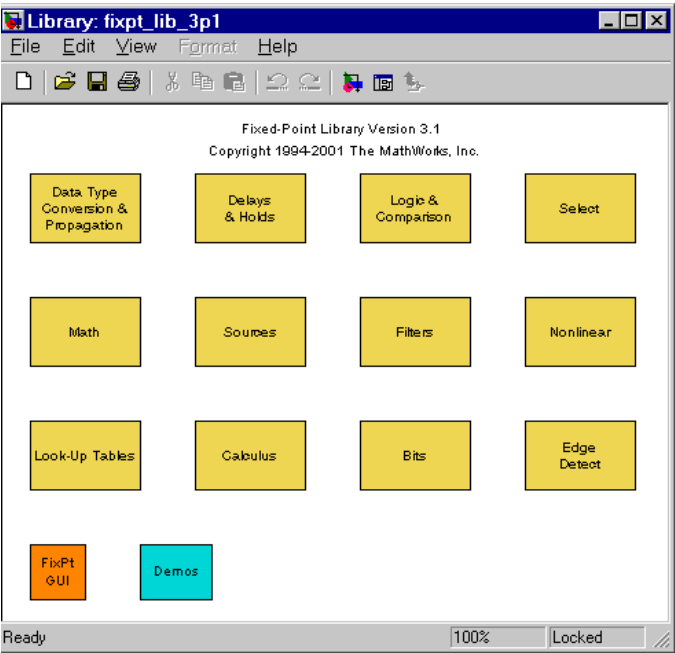 Library: fixpt_lib_3p1
File Edit View Format Help
Fixed-Point Library Version 3.1
Copyright 1994-2001 The MathWorks, Inc.
Data Type
Conversion &
Propagation
Delays
& Holds
Logic &
Comparison
Select
Math
Sources
Filters
Nonlinear
Look-Up Tables
Calculus
Bits
Edge
Detect
FixPt
GUI
Demos
Ready
100%
Locked